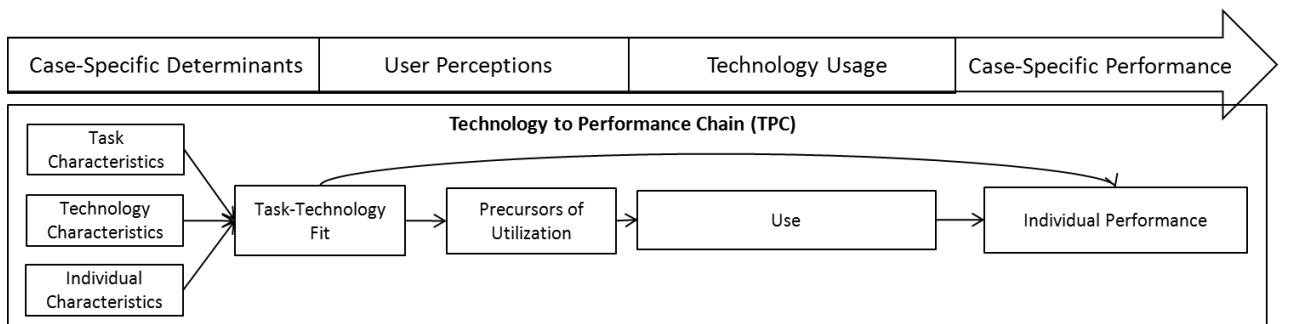 Case-Specific Determinants
User Perceptions
Technology Usage
Case-Specific Performance
Technology to Performance Chain (TPC)
Task
Characteristics
Technology
Characteristics
Individual
Characteristics
Task-Technology
Fit
Precursors of
Utilization
Use
Individual Performance